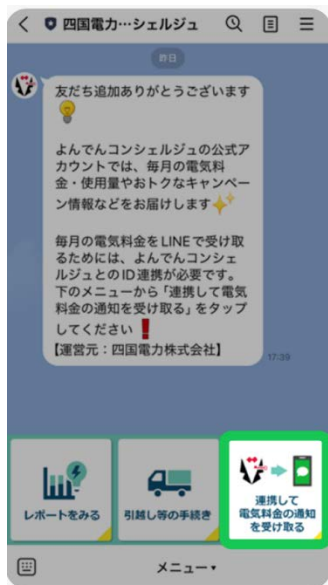 四国電力…シェルジュ
昨日
友だち追加ありがとうございます
よんでんコンシェルジュの公式ア
カウントでは、毎月の電気料
金・使用量やおトクなキャンペー
ン情報などをお届けします
毎月の電気料金をLINEで受け取
るためには、よんでんコンシェ
ルジュとのID連携が必要です。
下のメニューから「連携して電気
料金の通知を受け取る」をタップ
してください❗
【運営元：四国電力株式会社】
17:39
レポートをみる
引越し等の手続き
連携して
電気料金の通知
を受け取る
メニュー▾